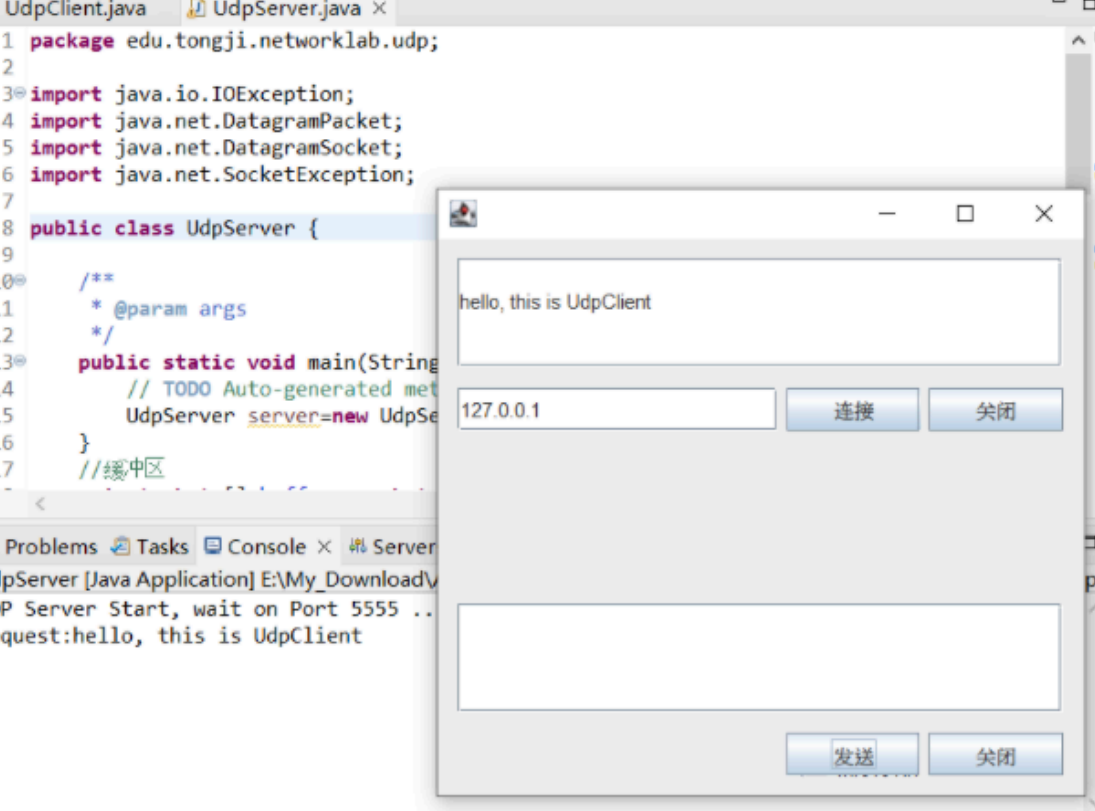 UdpClient.java UdpServer.java
1 package edu.tongji.networklab.udp;
2
3 import java.io.IOException;
4 import java.net.DatagramPacket;
5 import java.net.DatagramSocket;
6 import java.net.SocketException;
7
8 public class UdpServer {
9
0 /**
1 * @param args
2 */
3 public static void main(String
4 // TODO Auto-generated met
5 UdpServer server=new UdpSe
6 }
7 //缓冲区
hello, this is UdpClient
127.0.0.1 连接 关闭
发送 关闭
Problems Tasks Console Server
dpServer [Java Application] E:\My_Download\
P Server Start, wait on Port 5555 ..
quest:hello, this is UdpClient